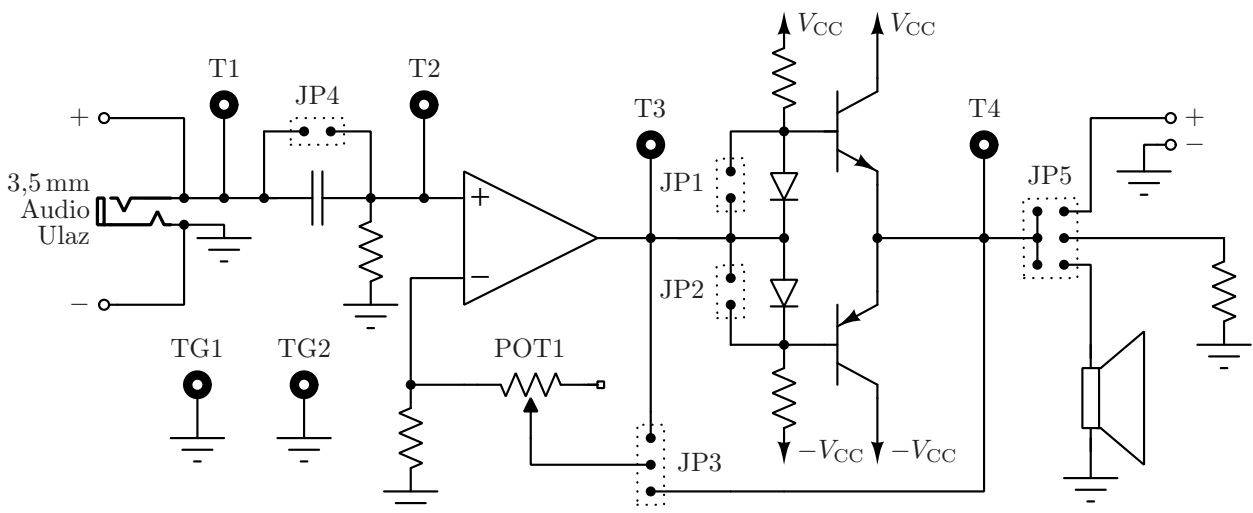 V_CC
V_CC
T1
T2
JP4
T3
T4
+
+
−
3,5 mm
Audio
Ulaz
JP1
JP5
+
−
JP2
−
TG1
TG2
POT1
JP3
−V_CC
−V_CC